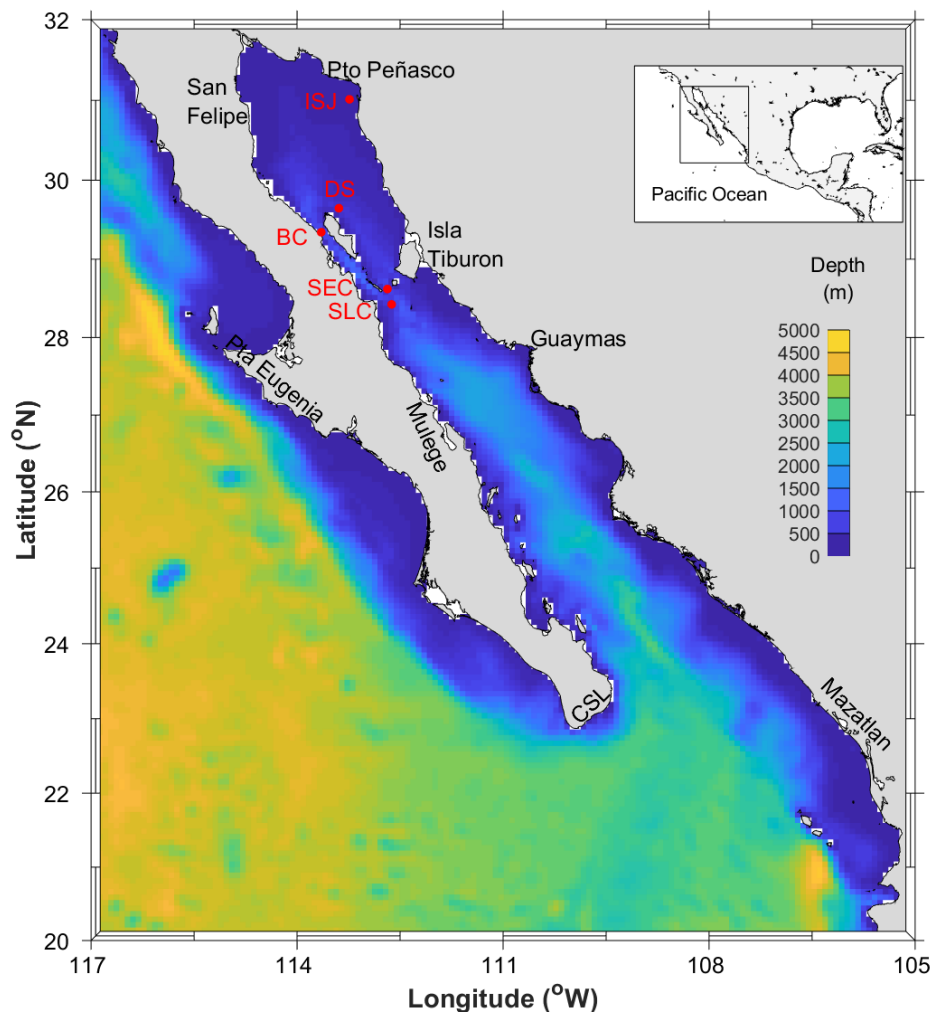 32
San
Felipe
Pto Peñasco
ISJ
Pacific Ocean
30
DS
BC
Isla
Tiburon
SEC
SLC
Depth
(m)
28
Pta Eugenia
Guaymas
5000
4500
4000
3500
3000
2500
2000
1500
1000
500
0
Mulege
26
24
CSL
Mazatlan
22
20
117
114
111
108
105
Latitude (°N)
Longitude (°W)